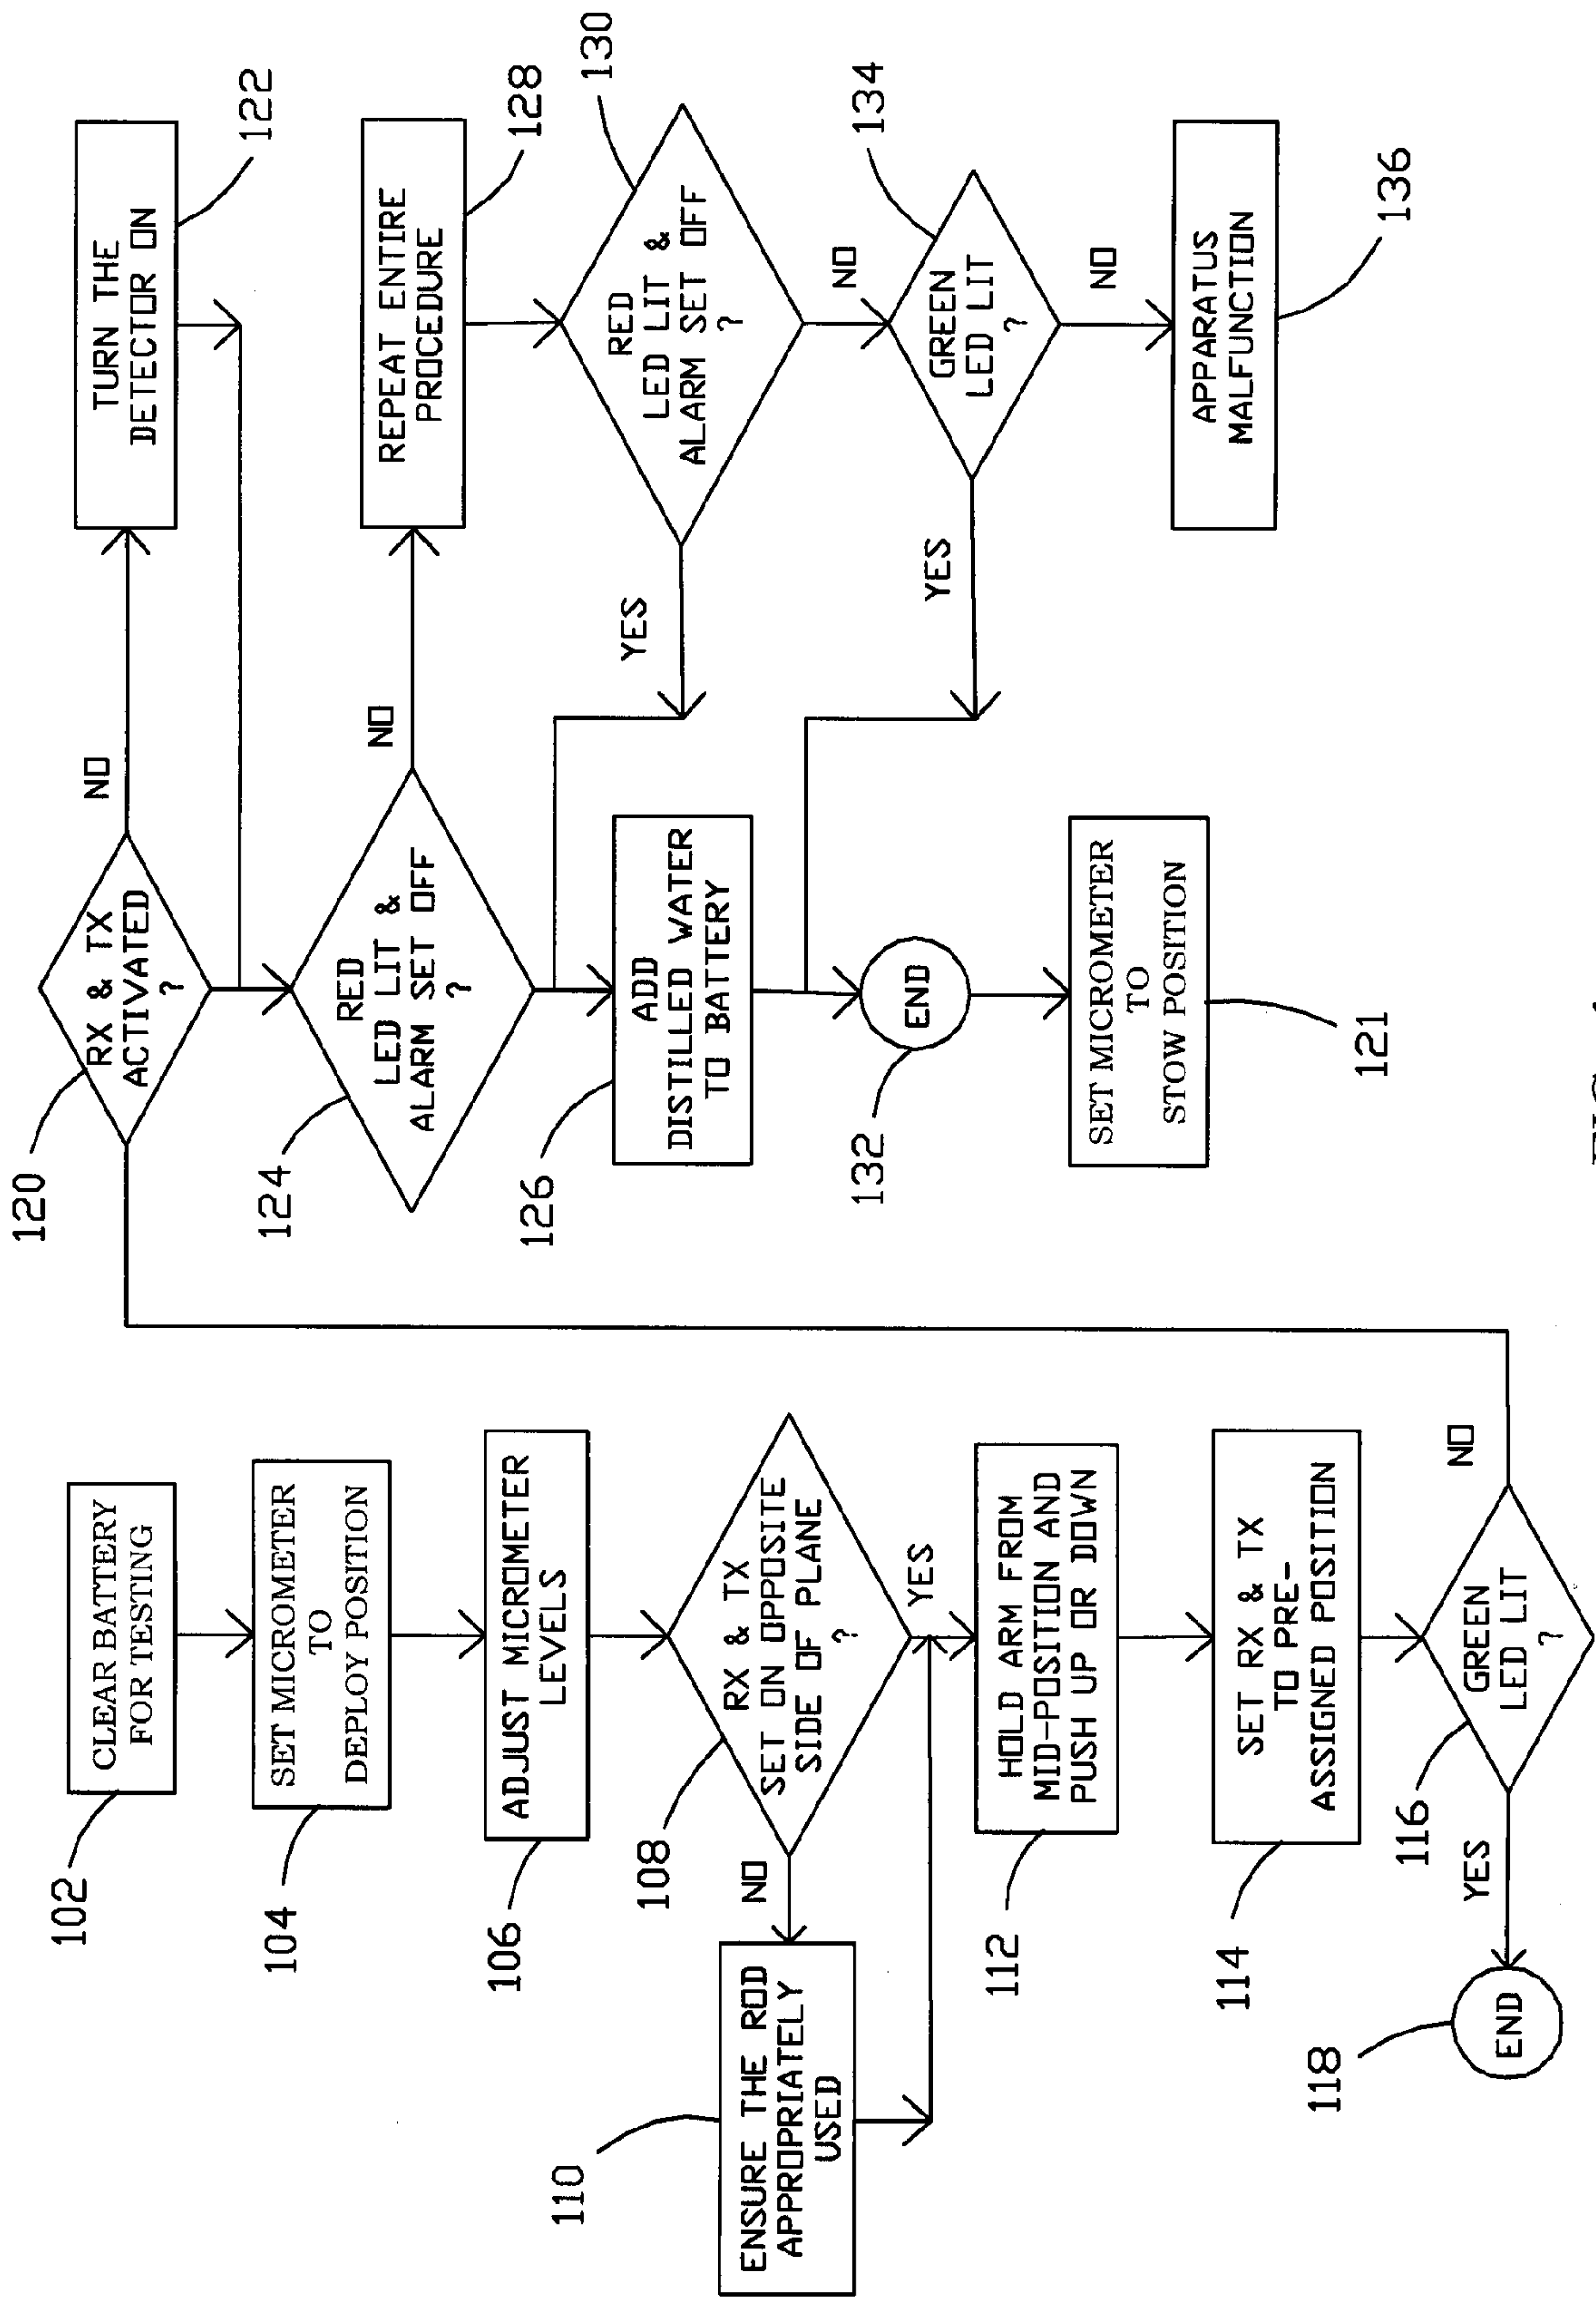 CLEAR BATTERY
FOR TESTING
102
SET MICROMETER
TO
DEPLOY POSITION
104
ADJUST MICROMETER
LEVELS
106
RX & TX
SET ON OPPOSITE
SIDE OF PLANE
?
108
NO
YES
ENSURE THE ROD
APPROPRIATELY
USED
110
HOLD ARM FROM
MID-POSITION AND
PUSH UP OR DOWN
112
SET RX & TX
TO PRE-
ASSIGNED POSITION
114
GREEN
LED LIT
?
116
YES
NO
END
118
RX & TX
ACTIVATED
?
120
NO
TURN THE
DETECTOR ON
122
RED
LED LIT &
ALARM SET OFF
?
124
NO
REPEAT ENTIRE
PROCEDURE
128
ADD
DISTILLED WATER
TO BATTERY
126
YES
RED
LED LIT &
ALARM SET OFF
?
130
NO
END
132
YES
GREEN
LED LIT
?
134
NO
SET MICROMETER
TO
STOW POSITION
121
APPARATUS
MALFUNCTION
136